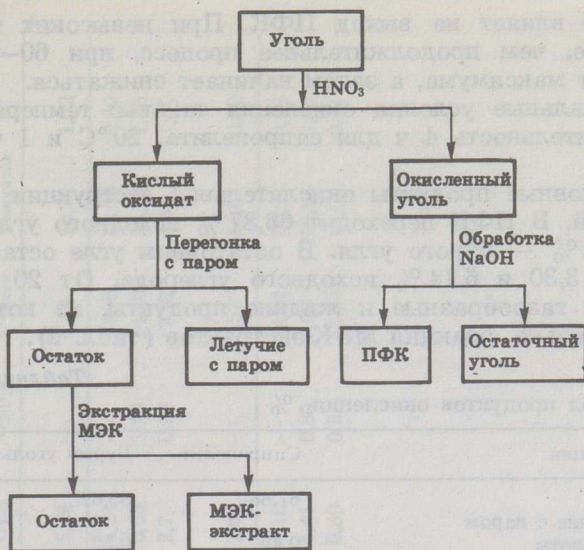 Уголь
HNO₃
Кислый
оксидат
Окисленный
уголь
Перегонка
с паром
Обработка
NaOH
Остаток
Летучие
с паром
ПФК
Остаточный
уголь
Экстракция
МЭК
Остаток
МЭК-
экстракт